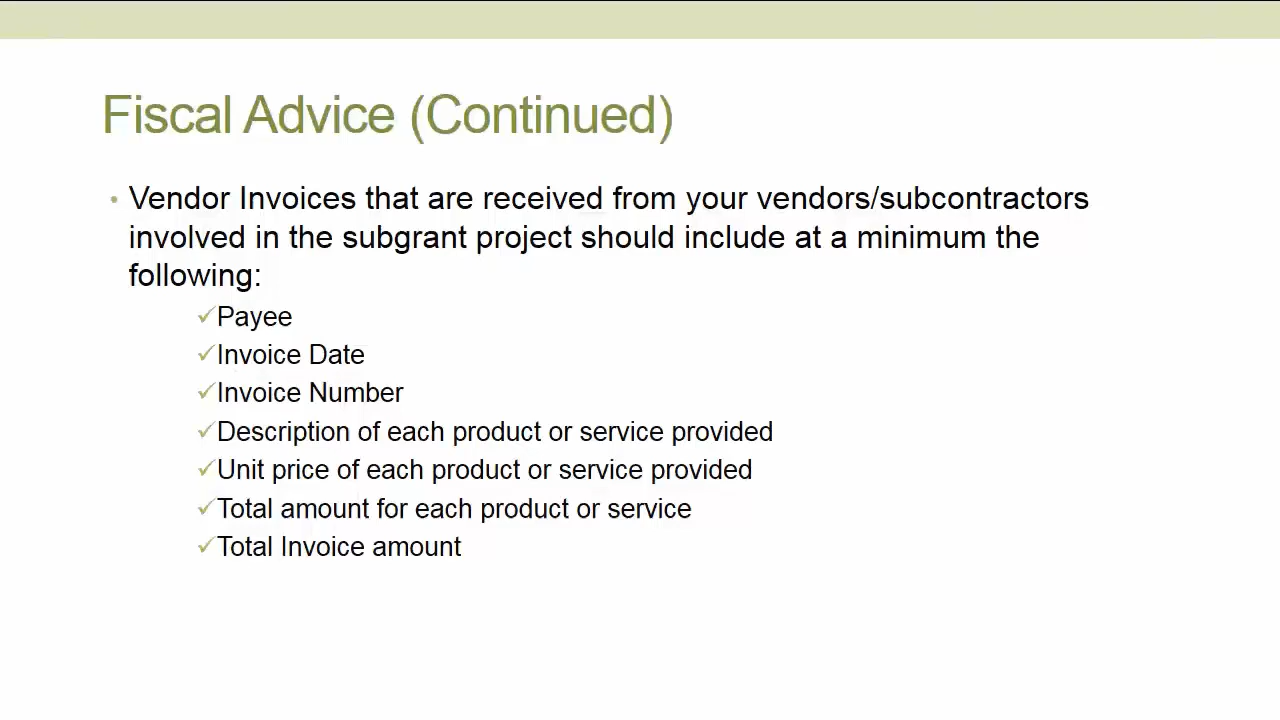 Fiscal Advice (Continued)
• Vendor Invoices that are received from your vendors/subcontractors
involved in the subgrant project should include at a minimum the
following:
✓Payee
✓Invoice Date
✓Invoice Number
✓Description of each product or service provided
✓Unit price of each product or service provided
✓Total amount for each product or service
✓Total Invoice amount